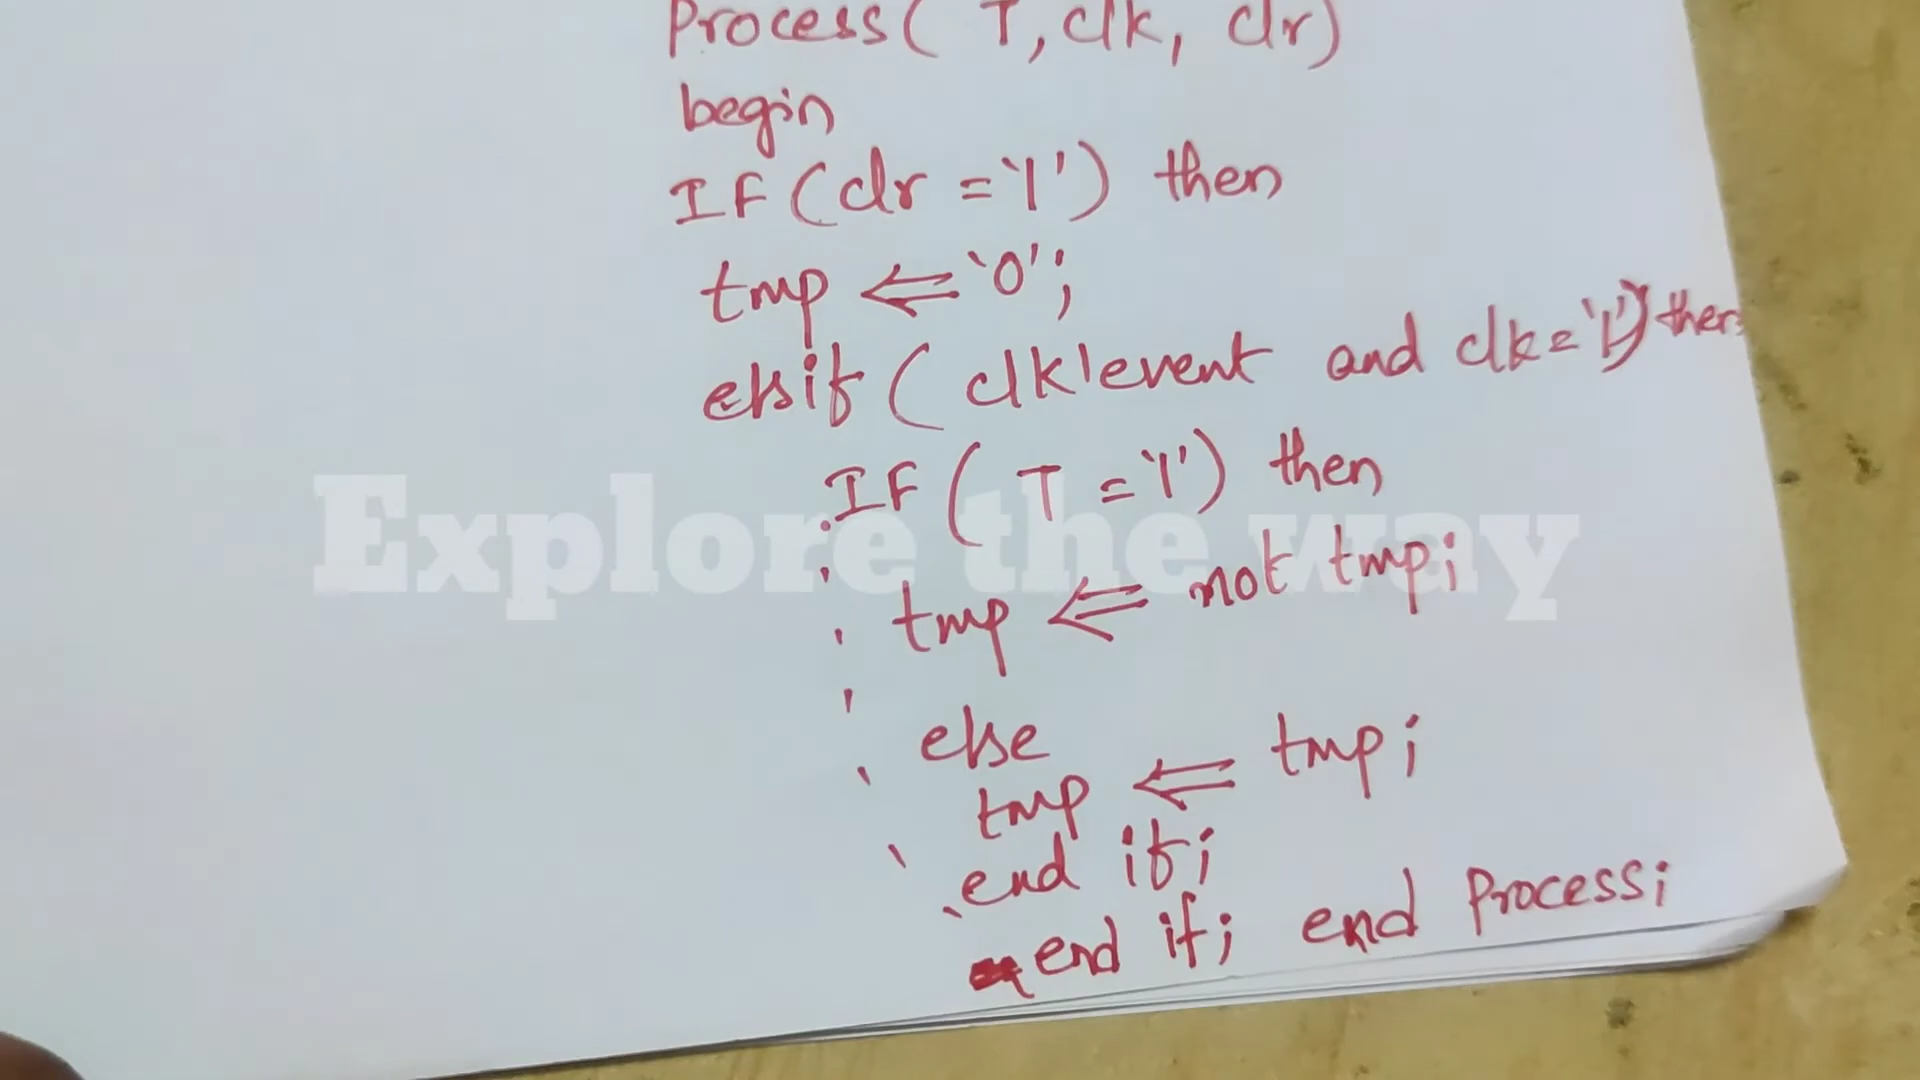 Process( T, clk, clr)
begin
IF (clr = '1') then
tmp <= '0';
elsif ( clk'event and clk='1') then
IF ( T = '1') then
tmp <= not tmp;
else
tmp <= tmp;
end if;
end if; end Process;
Explore the way